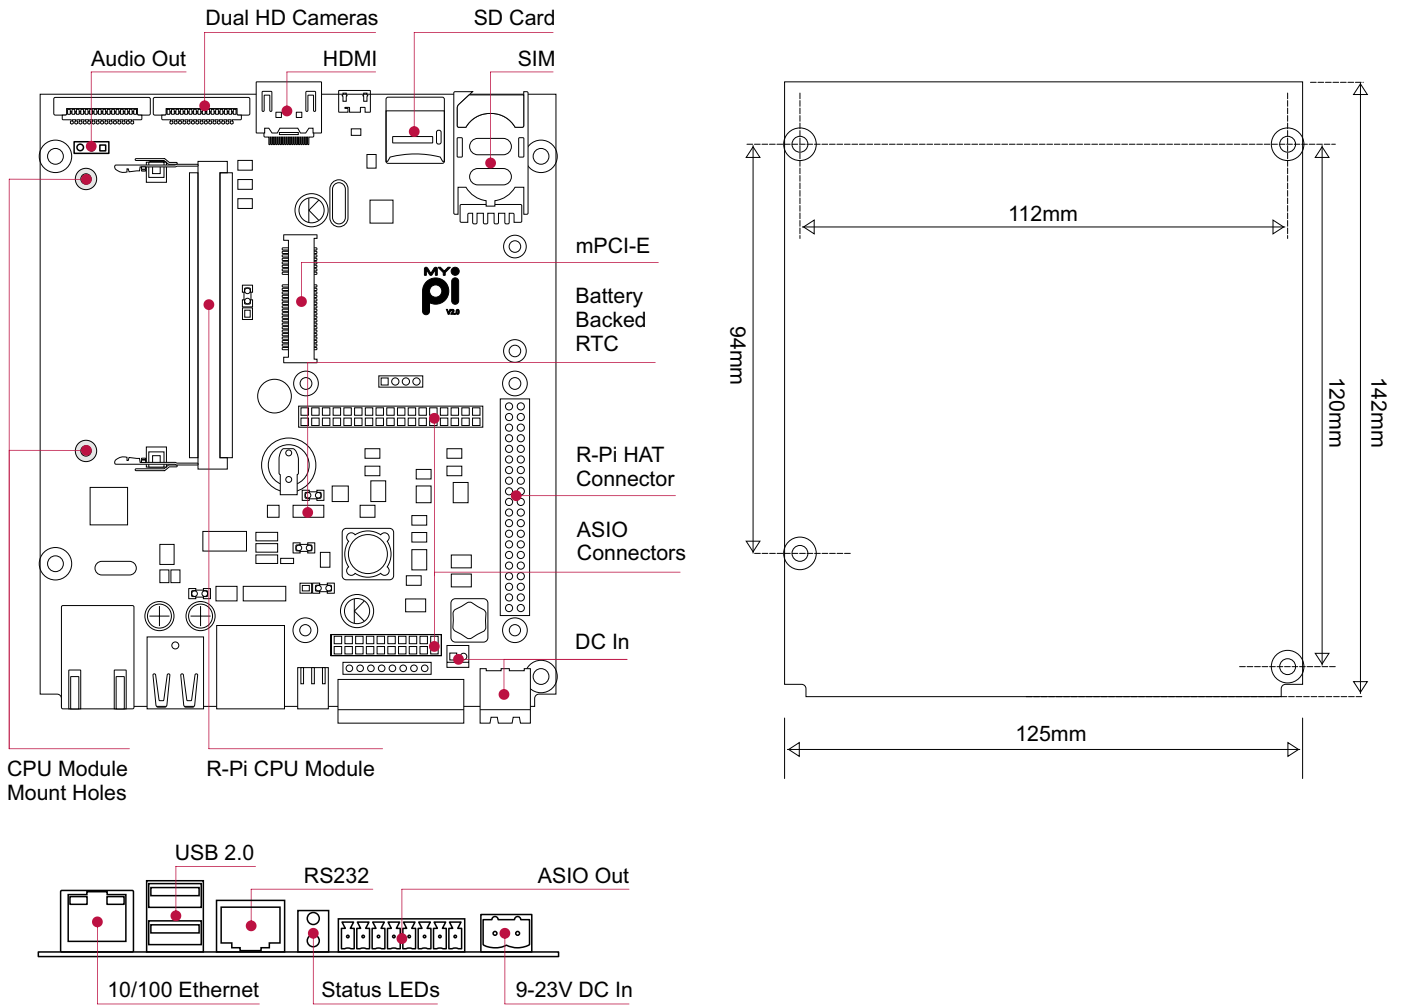 Dual HD Cameras
SD Card
Audio Out
HDMI
SIM
mPCI-E
MY
pi
V2.0
Battery
Backed
RTC
R-Pi HAT
Connector
ASIO
Connectors
DC In
CPU Module
Mount Holes
R-Pi CPU Module
112mm
94mm
120mm
142mm
125mm
USB 2.0
RS232
ASIO Out
10/100 Ethernet
Status LEDs
9-23V DC In